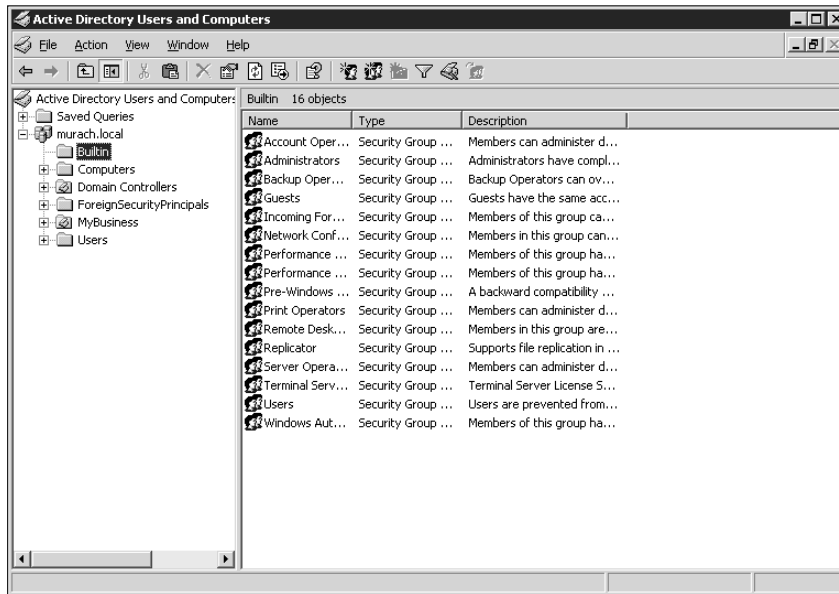 Active Directory Users and Computers
File Action View Window Help
Active Directory Users and Computers
Saved Queries
murach.local
Builtin
Computers
Domain Controllers
ForeignSecurityPrincipals
MyBusiness
Users
Builtin 16 objects
Name Type Description
Account Oper... Security Group ... Members can administer d...
Administrators Security Group ... Administrators have compl...
Backup Oper... Security Group ... Backup Operators can ov...
Guests Security Group ... Guests have the same acc...
Incoming For... Security Group ... Members of this group ca...
Network Conf... Security Group ... Members in this group can...
Performance ... Security Group ... Members of this group ha...
Performance ... Security Group ... Members of this group ha...
Pre-Windows ... Security Group ... A backward compatibility ...
Print Operators Security Group ... Members can administer d...
Remote Desk... Security Group ... Members in this group are...
Replicator Security Group ... Supports file replication in ...
Server Opera... Security Group ... Members can administer d...
Terminal Serv... Security Group ... Terminal Server License S...
Users Security Group ... Users are prevented from...
Windows Aut... Security Group ... Members of this group ha...